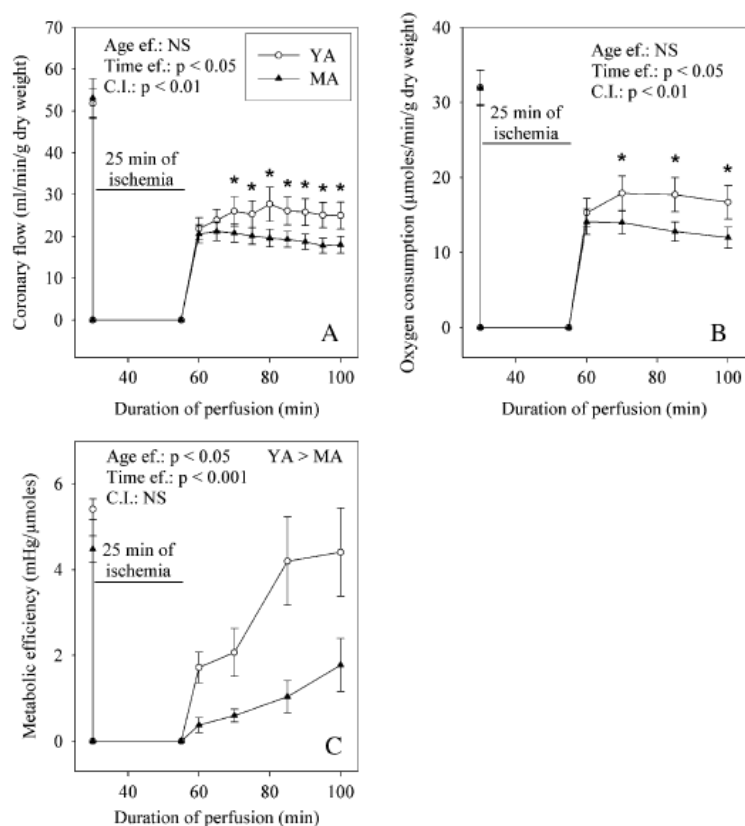 Age ef.: NS
Time ef.: p < 0.05
C.I.: p < 0.01
YA
MA
25 min of
ischemia
* * * * * * *
70
60
50
40
30
20
10
0
Coronary flow (ml/min/g dry weight)
A
40 60 80 100
Duration of perfusion (min)
Age ef.: NS
Time ef.: p < 0.05
C.I.: p < 0.01
25 min of
ischemia
* * *
40
30
20
10
0
Oxygen consumption (μmoles/min/g dry weight)
B
40 60 80 100
Duration of perfusion (min)
Age ef.: p < 0.05 YA > MA
Time ef.: p < 0.001
C.I.: NS
25 min of
ischemia
6
4
2
0
Metabolic efficiency (mHg/μmoles)
C
40 60 80 100
Duration of perfusion (min)